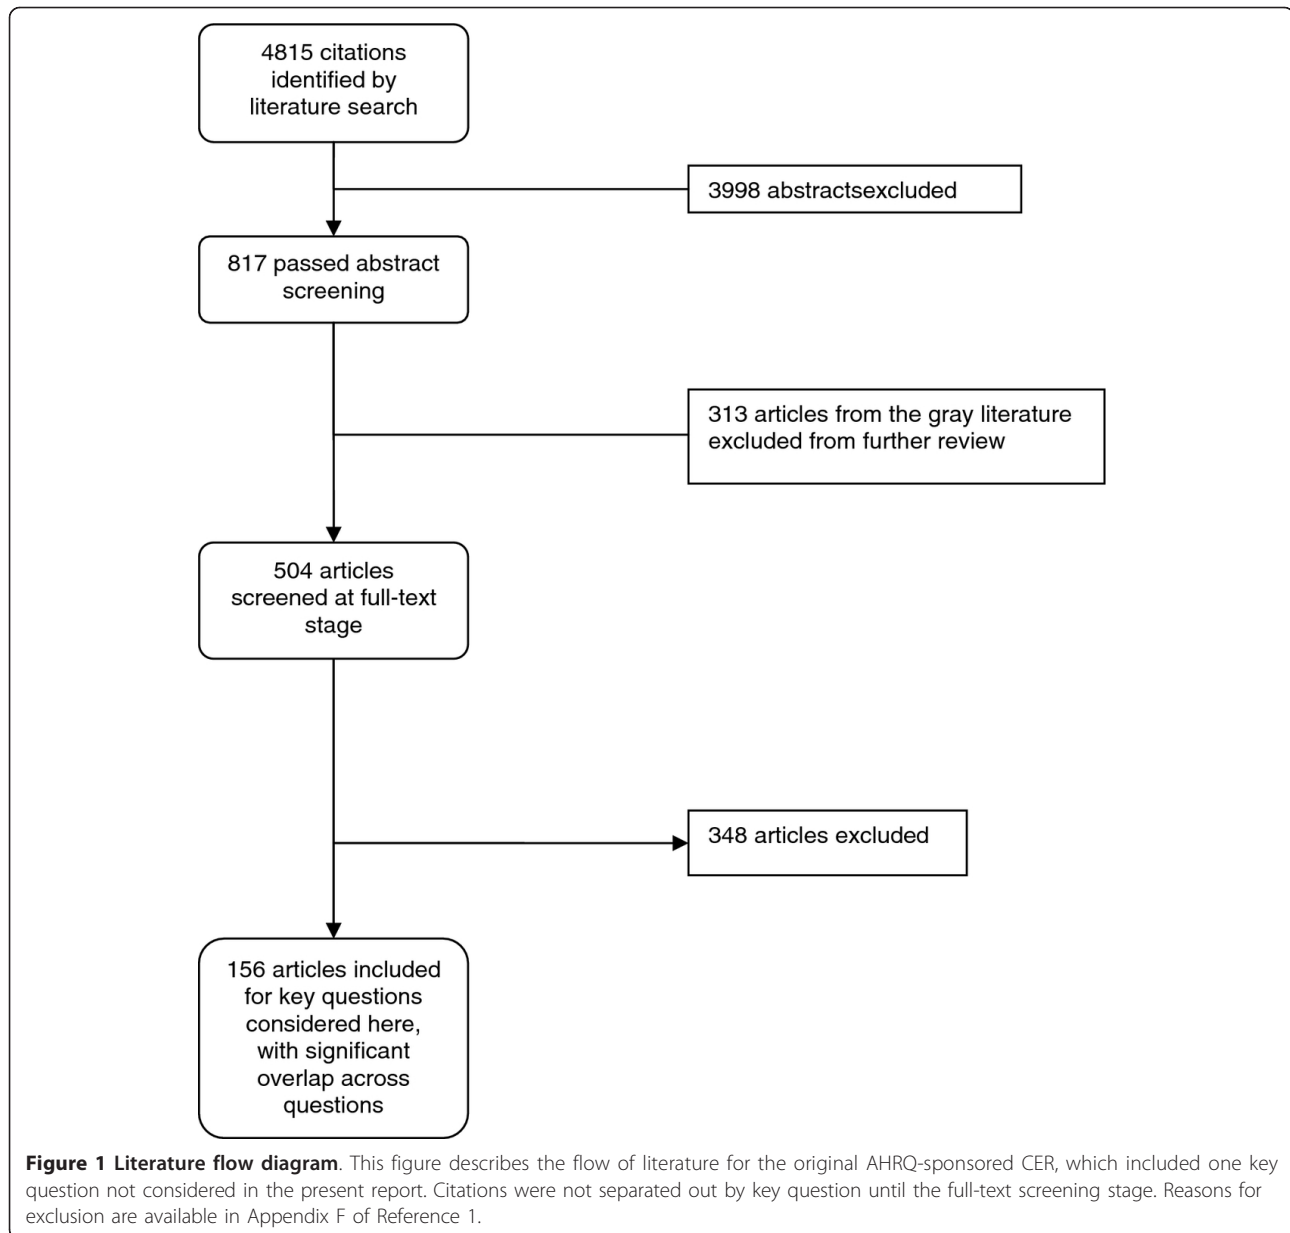 4815 citations
identified by
literature search
3998 abstractsexcluded
817 passed abstract
screening
313 articles from the gray literature
excluded from further review
504 articles
screened at full-text
stage
348 articles excluded
156 articles included
for key questions
considered here,
with significant
overlap across
questions
Figure 1 Literature flow diagram. This figure describes the flow of literature for the original AHRQ-sponsored CER, which included one key
question not considered in the present report. Citations were not separated out by key question until the full-text screening stage. Reasons for
exclusion are available in Appendix F of Reference 1.